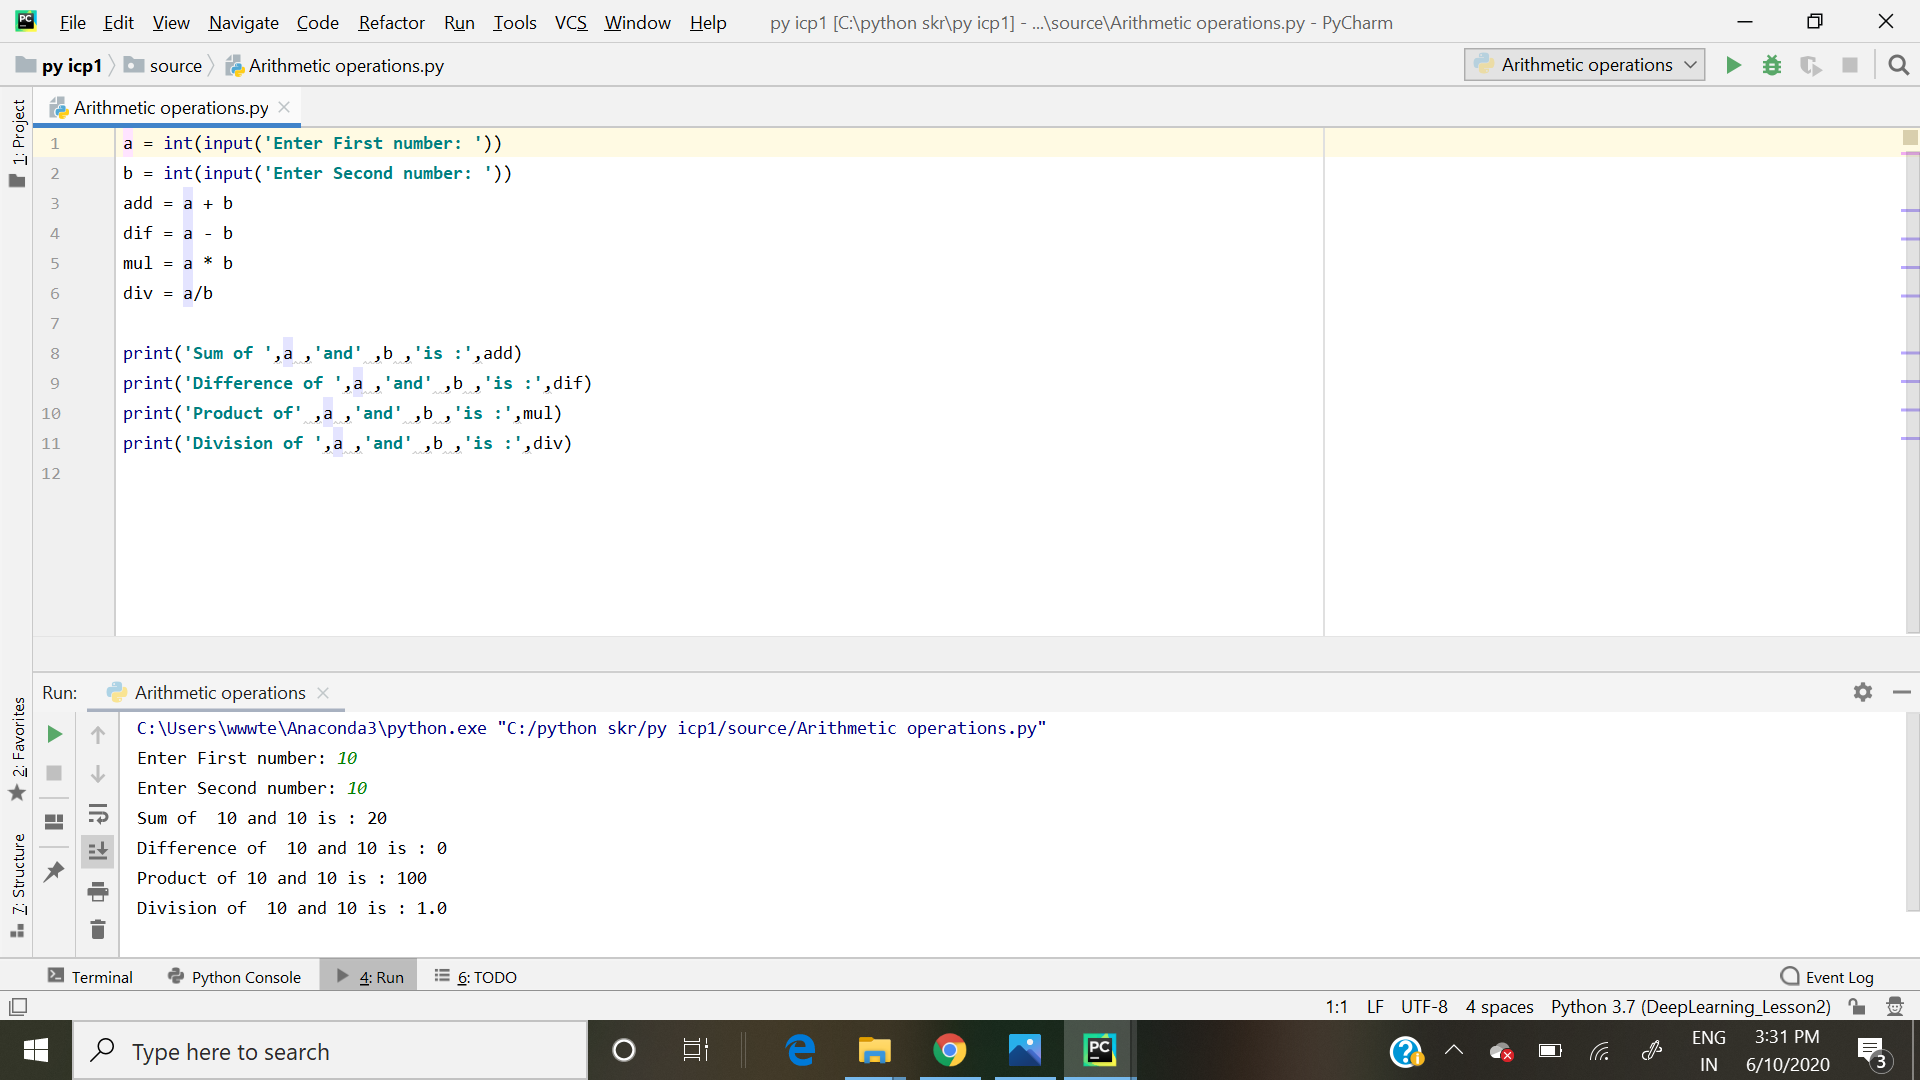 File Edit View Navigate Code Refactor Run Tools VCS Window Help py icp1 [C:\python skr\py icp1] - ...\source\Arithmetic operations.py - PyCharm
py icp1 source Arithmetic operations.py Arithmetic operations
1: Project
Arithmetic operations.py
1 a = int(input('Enter First number: '))
2 b = int(input('Enter Second number: '))
3 add = a + b
4 dif = a - b
5 mul = a * b
6 div = a/b
7
8 print('Sum of ',a ,'and' ,b ,'is :',add)
9 print('Difference of ',a ,'and' ,b ,'is :',dif)
10 print('Product of' ,a ,'and' ,b ,'is :',mul)
11 print('Division of ',a ,'and' ,b ,'is :',div)
12
2: Favorites
7: Structure
Run: Arithmetic operations
C:\Users\wwwte\Anaconda3\python.exe "C:/python skr/py icp1/source/Arithmetic operations.py"
Enter First number: 10
Enter Second number: 10
Sum of  10 and 10 is : 20
Difference of  10 and 10 is : 0
Product of 10 and 10 is : 100
Division of  10 and 10 is : 1.0
Terminal Python Console 4: Run 6: TODO Event Log
1:1 LF UTF-8 4 spaces Python 3.7 (DeepLearning_Lesson2)
Type here to search
PC
ENG
IN
3:31 PM
6/10/2020
3